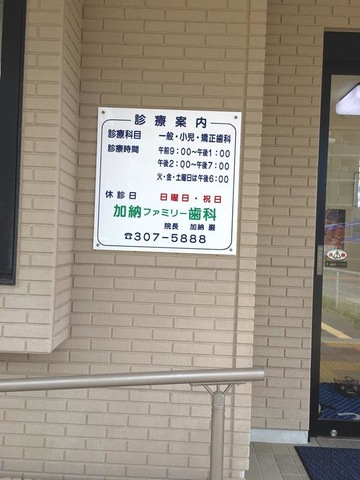 診療案内
診療科目 一般・小児・矯正歯科
診療時間 午前9:00〜午後1:00
午後2:00〜午後7:00
火・金・土曜日は午後6:00
休診日 日曜日・祝日
加納ファミリー歯科
院長 加納 巌
☎307-5888